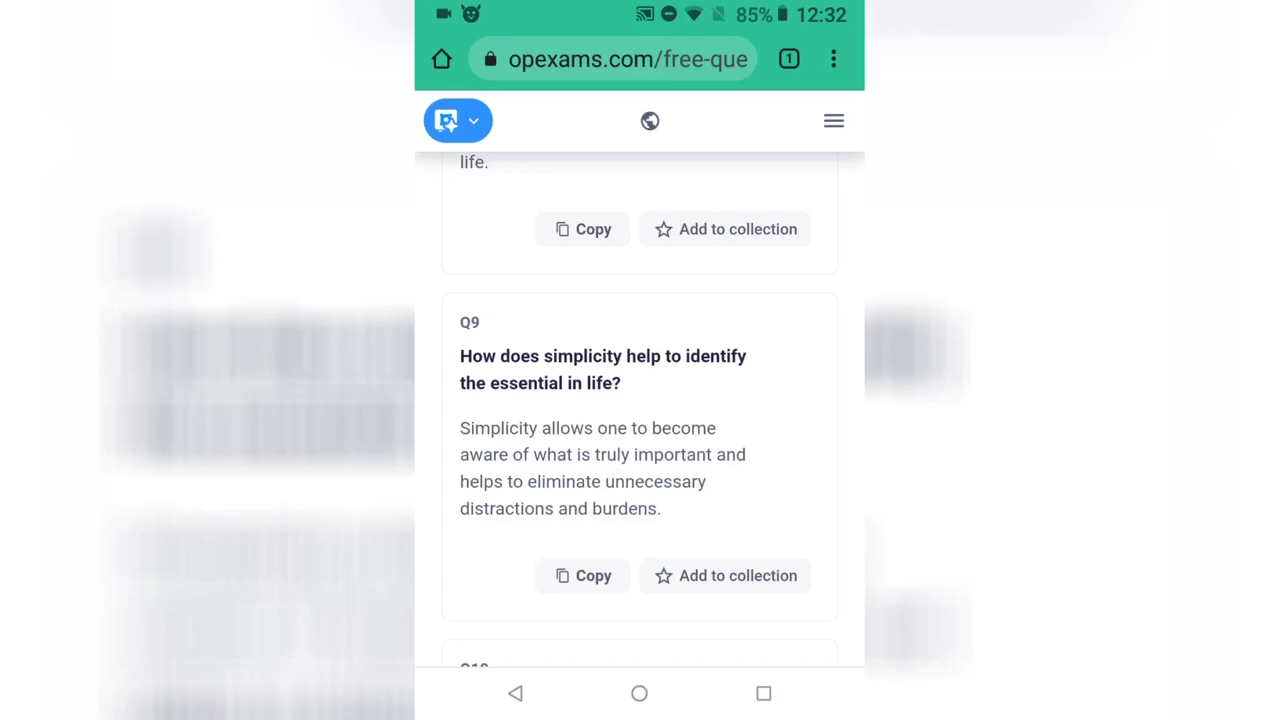 85% 12:32
opexams.com/free-que 1
life.
Copy Add to collection
Q9
How does simplicity help to identify
the essential in life?
Simplicity allows one to become
aware of what is truly important and
helps to eliminate unnecessary
distractions and burdens.
Copy Add to collection
Q10